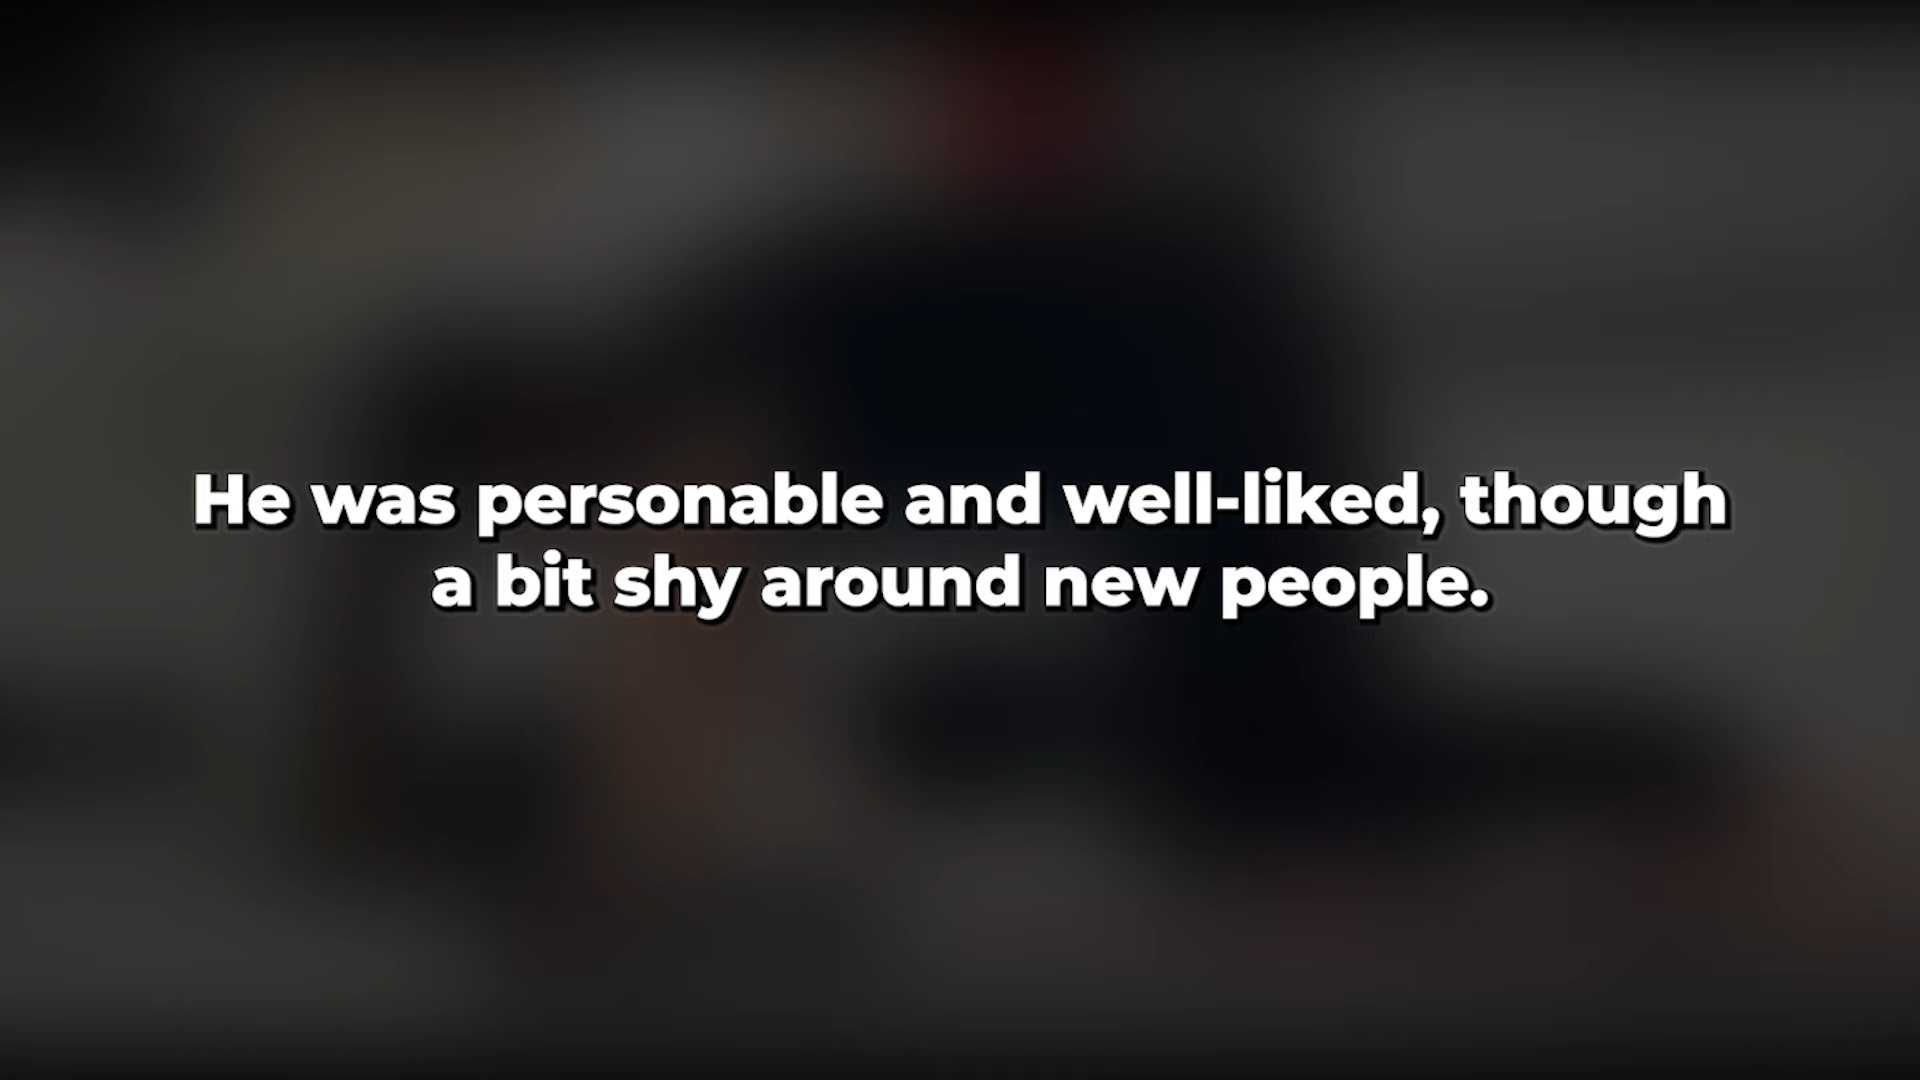 He was personable and well-liked, though
a bit shy around new people.